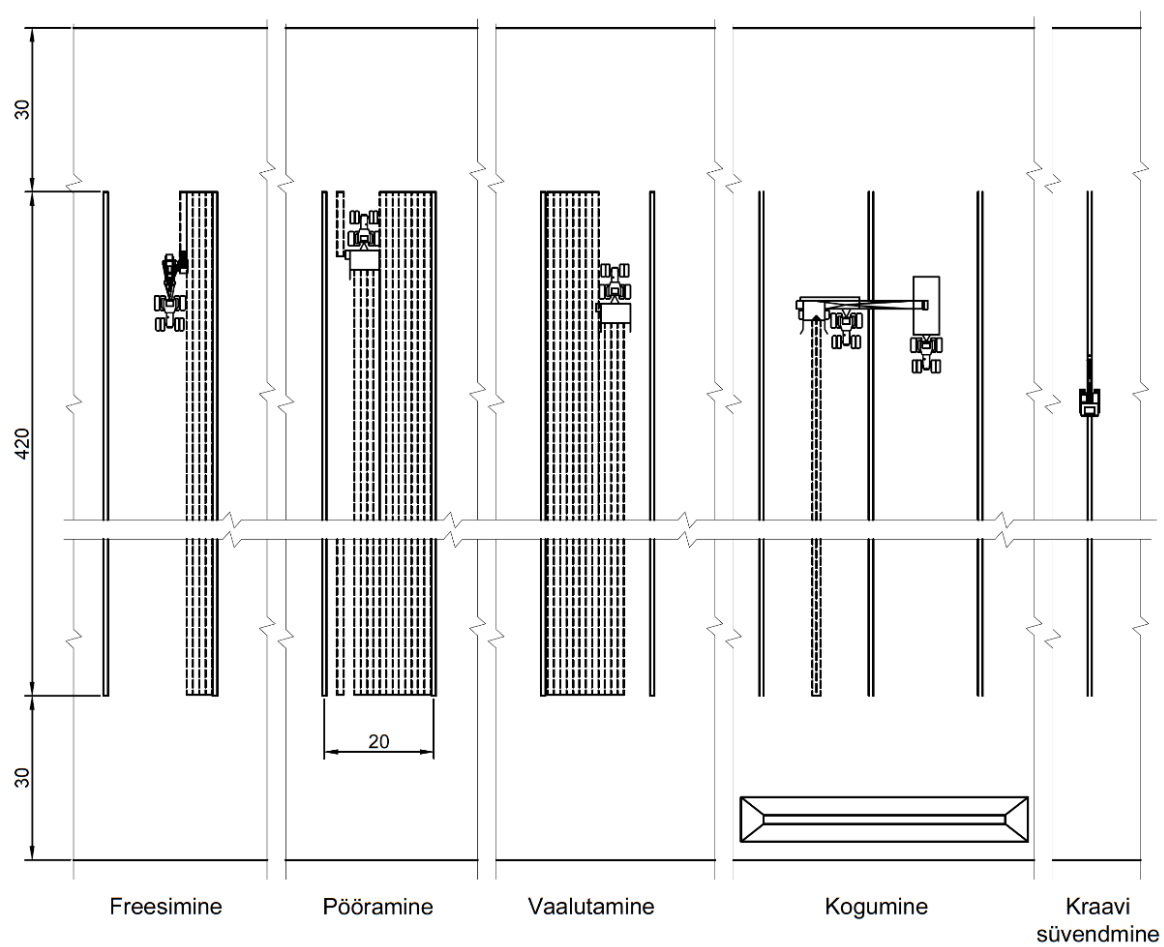 30
420
30
20
Freesimine
Pööramine
Vaalutamine
Kogumine
Kraavi
süvendmine